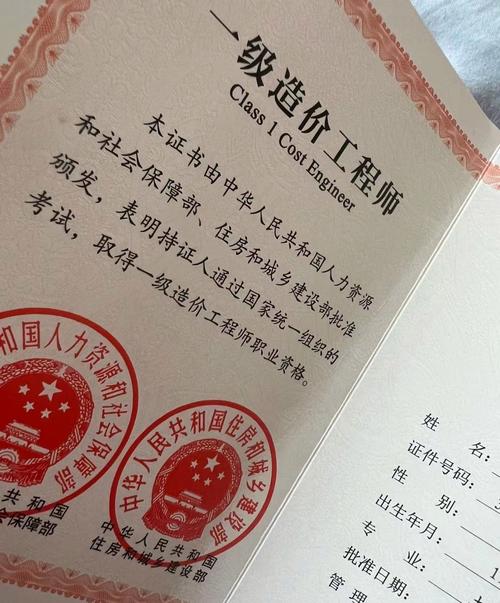 一级造价工程师
Class 1 Cost Engineer
本证书由中华人民共和国人力资源
和社会保障部、住房和城乡建设部批准
颁发，表明持证人通过国家统一组织的
考试，取得一级造价工程师职业资格。
和国人力资源和社会保障部
中华人民共和国住房和城乡建设部
共和国
会保障部
中华人民共和国
住房和城乡建设部
姓名：
证件号码：
性别：
出生年月：
专业：
批准日期：
管理